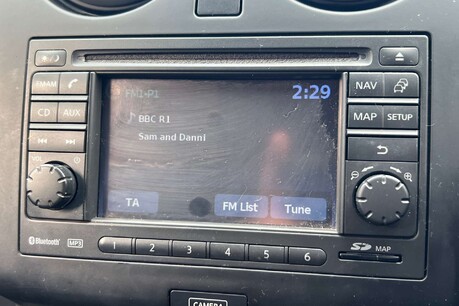 FM•AM
CD AUX
VOL
FM1-P1 2:29
BBC R1
Sam and Danni
TA FM List Tune
NAV
MAP SETUP
Bluetooth MP3
1 2 3 4 5 6
SD MAP
CAMERA